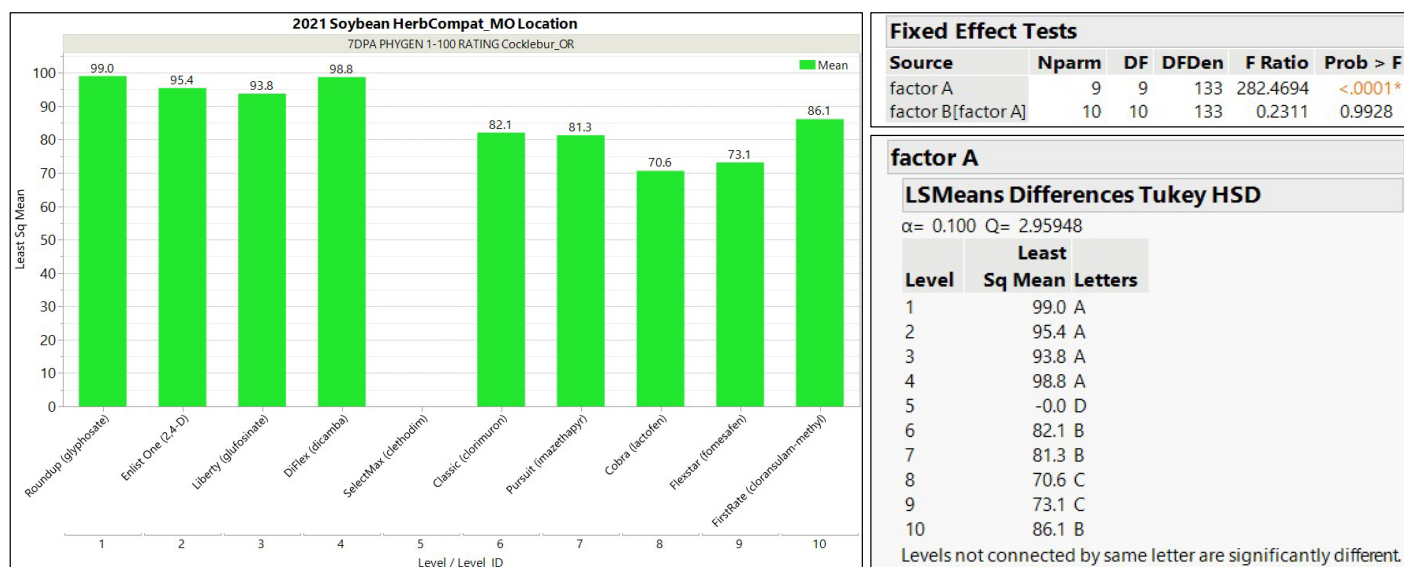 2021 Soybean HerbCompat_MO Location
7DPA PHYGEN 1-100 RATING Cocklebur_OR
Mean
Least Sq Mean
100
90
80
70
60
50
40
30
20
10
0
99.0
95.4
93.8
98.8
82.1
81.3
70.6
73.1
86.1
Roundup (glyphosate)
Enlist One (2,4-D)
Liberty (glufosinate)
DiFlex (dicamba)
SelectMax (clethodim)
Classic (clorimuron)
Pursuit (imazethapyr)
Cobra (lactofen)
Flexstar (fomesafen)
FirstRate (cloransulam-methyl)
1 2 3 4 5 6 7 8 9 10
Level / Level ID
Fixed Effect Tests
Source Nparm DF DFDen F Ratio Prob > F
factor A 9 9 133 282.4694 <.0001*
factor B[factor A] 10 10 133 0.2311 0.9928
factor A
LSMeans Differences Tukey HSD
α= 0.100 Q= 2.95948
Least
Level Sq Mean Letters
1 99.0 A
2 95.4 A
3 93.8 A
4 98.8 A
5 -0.0 D
6 82.1 B
7 81.3 B
8 70.6 C
9 73.1 C
10 86.1 B
Levels not connected by same letter are significantly different.